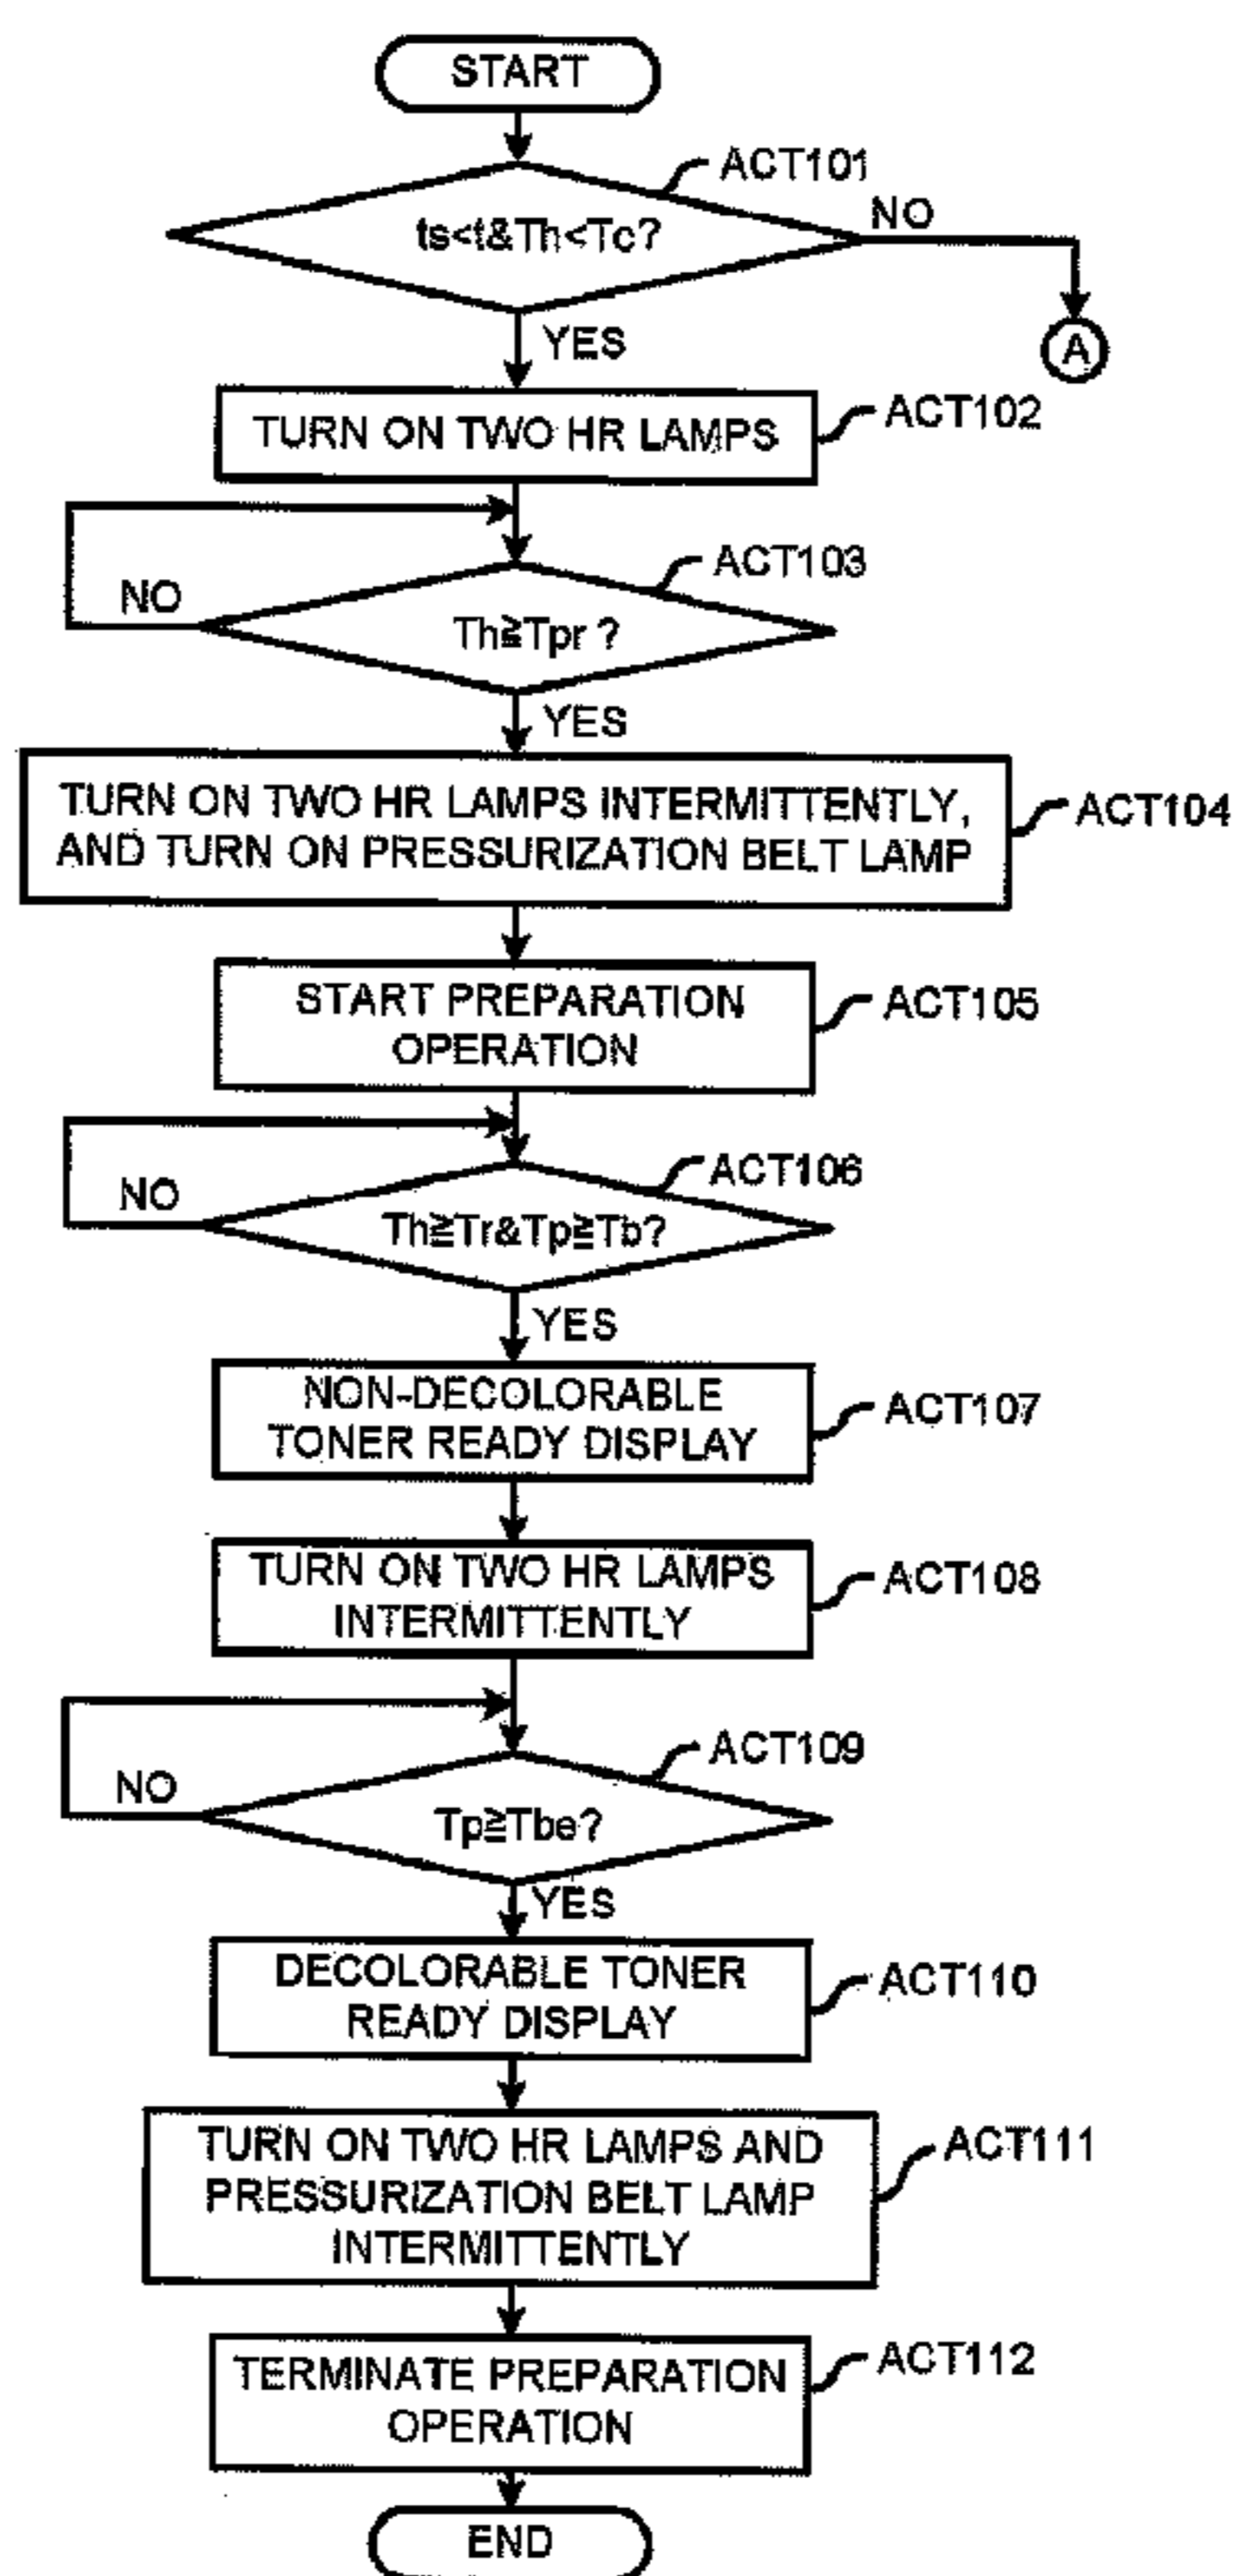 START
ACT101
ts<t&Th<Tc?
NO
A
YES
TURN ON TWO HR LAMPS
ACT102
ACT103
NO
Th≧Tpr ?
YES
TURN ON TWO HR LAMPS INTERMITTENTLY,
AND TURN ON PRESSURIZATION BELT LAMP
ACT104
START PREPARATION
OPERATION
ACT105
ACT106
NO
Th≧Tr&Tp≧Tb?
YES
NON-DECOLORABLE
TONER READY DISPLAY
ACT107
TURN ON TWO HR LAMPS
INTERMITTENTLY
ACT108
ACT109
NO
Tp≧Tbe?
YES
DECOLORABLE TONER
READY DISPLAY
ACT110
TURN ON TWO HR LAMPS AND
PRESSURIZATION BELT LAMP
INTERMITTENTLY
ACT111
TERMINATE PREPARATION
OPERATION
ACT112
END